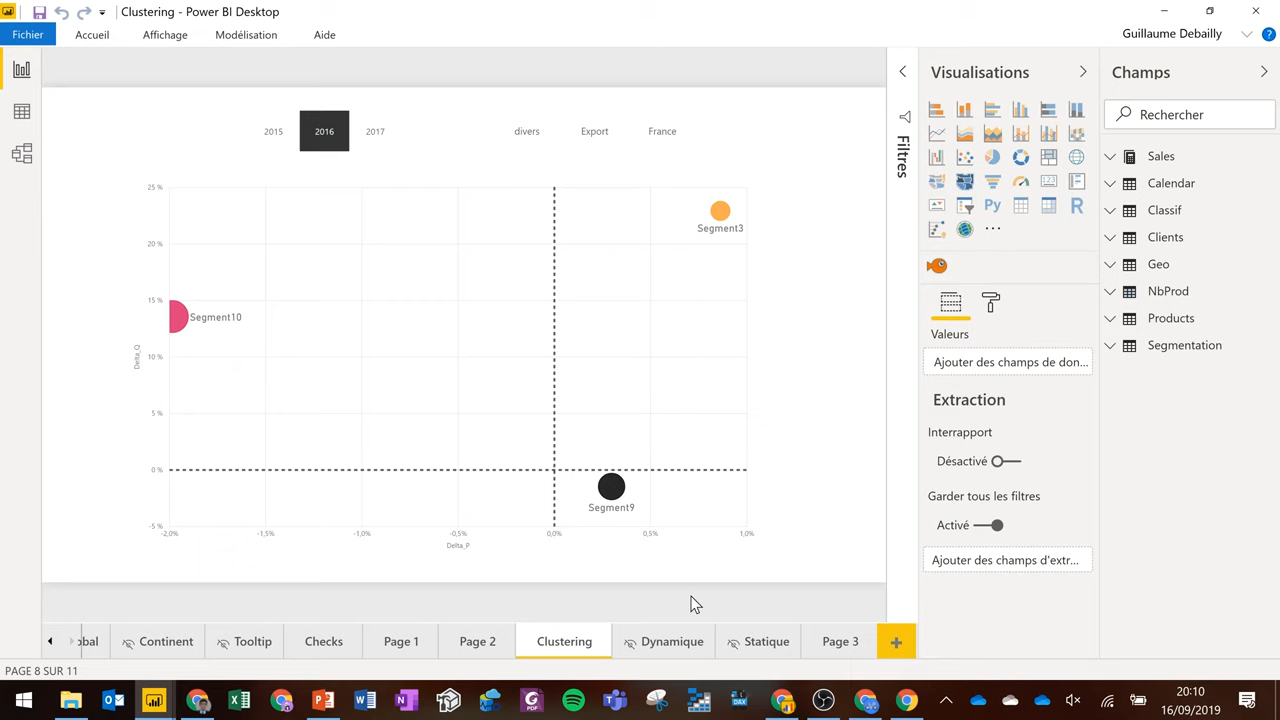 Clustering - Power BI Desktop
Fichier Accueil Affichage Modélisation Aide
Guillaume Debailly
?
2015 2016 2017 divers Export France
25 %
20 %
15 %
10 %
5 %
0 %
-5 %
Delta_Q
Segment3
Segment10
Segment9
-2,0% -1,5% -1,0% -0,5% 0,0% 0,5% 1,0%
Delta_P
Filtres
Visualisations
123
Py R
...
Valeurs
Ajouter des champs de don...
Extraction
Interrapport
Désactivé
Garder tous les filtres
Activé
Ajouter des champs d'extr...
Champs
Rechercher
Sales
Calendar
Classif
Clients
Geo
NbProd
Products
Segmentation
obal Continent Tooltip Checks Page 1 Page 2 Clustering Dynamique Statique Page 3 +
PAGE 8 SUR 11
20:10
16/09/2019